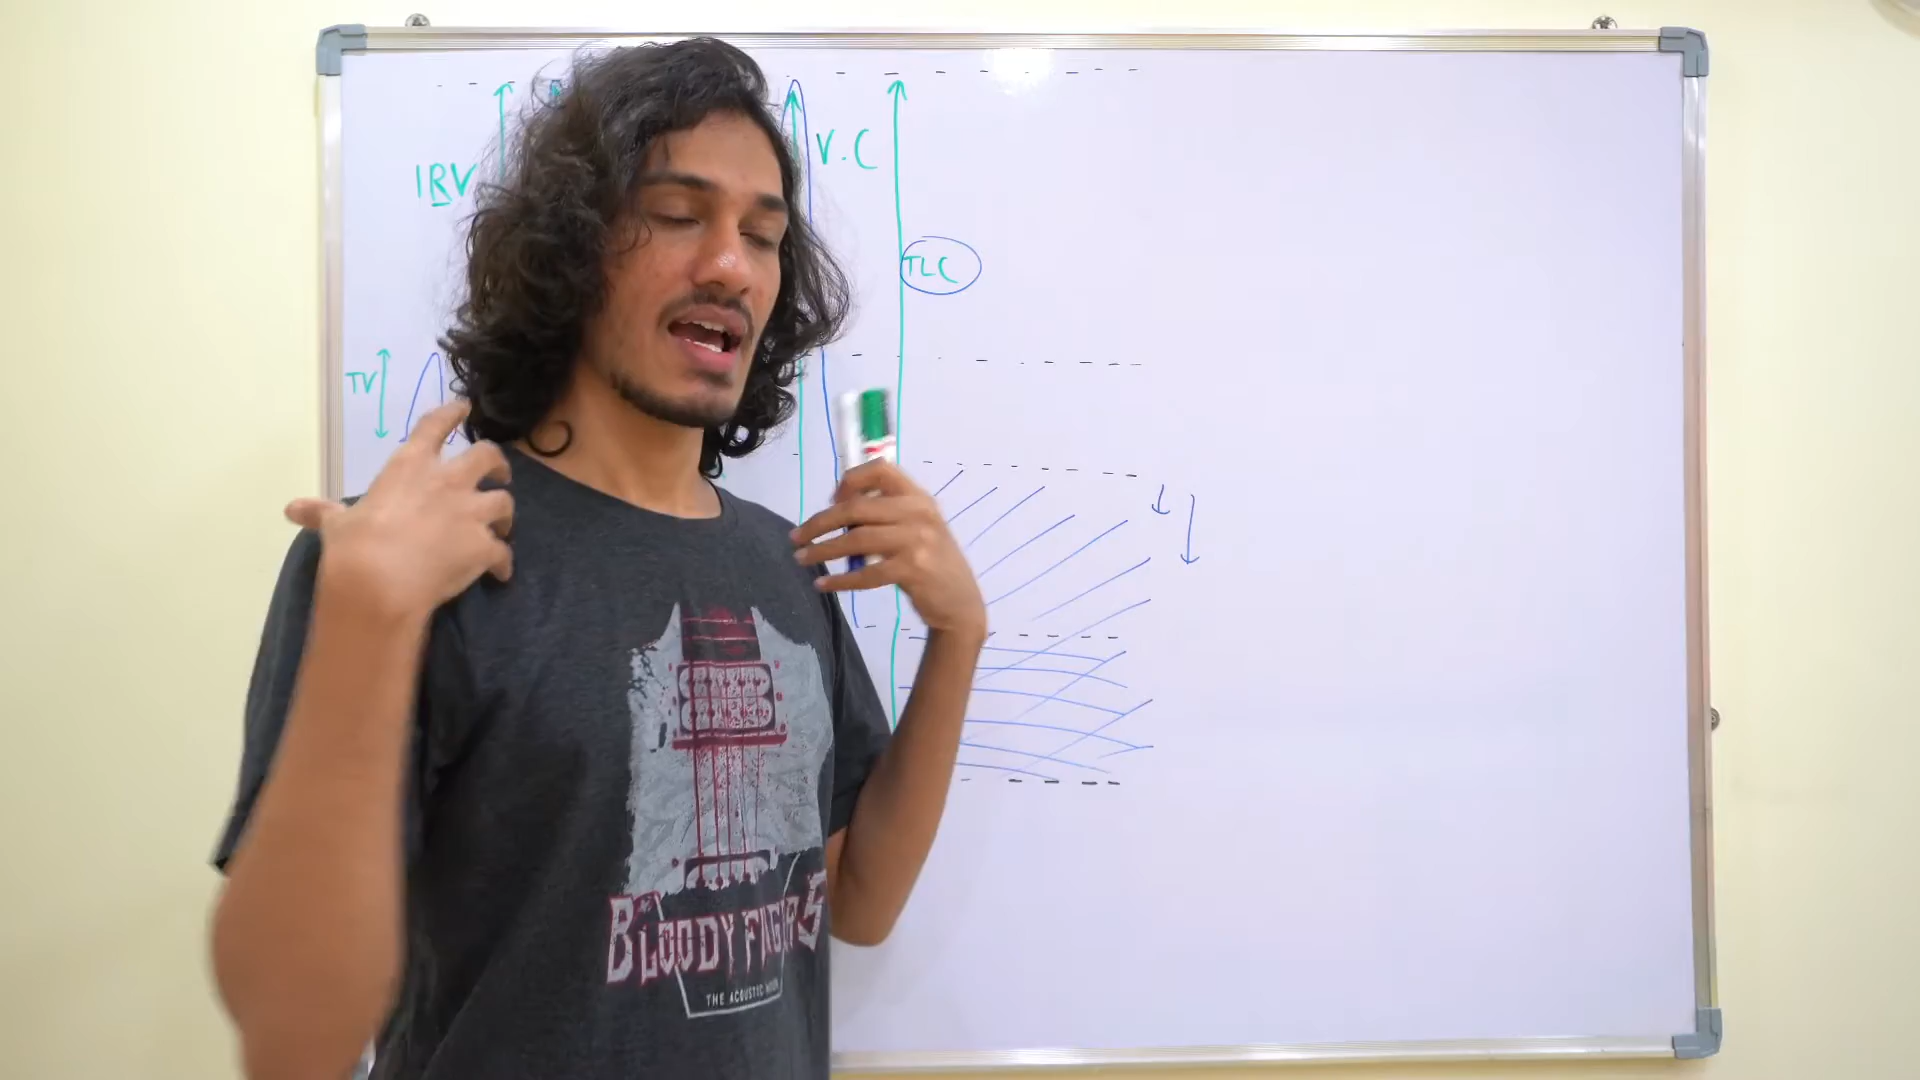 IRV
V.C
TLC
TV
BLOODY FINGERS
THE ACOUSTIC